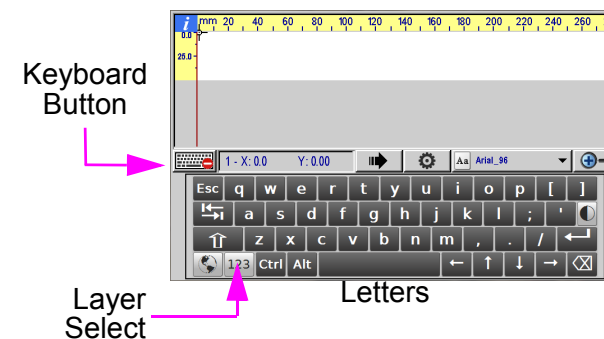 i mm 20 40 60 80 100 120 140 160 180 200 220 240 260
0.0
25.0
Keyboard
Button
1 - X: 0.0 Y: 0.00 Aa Arial_96
Esc q w e r t y u i o p [ ]
a s d f g h j k l ; '
z x c v b n m , . /
123 Ctrl Alt ← ↑ ↓ →
Letters
Layer
Select